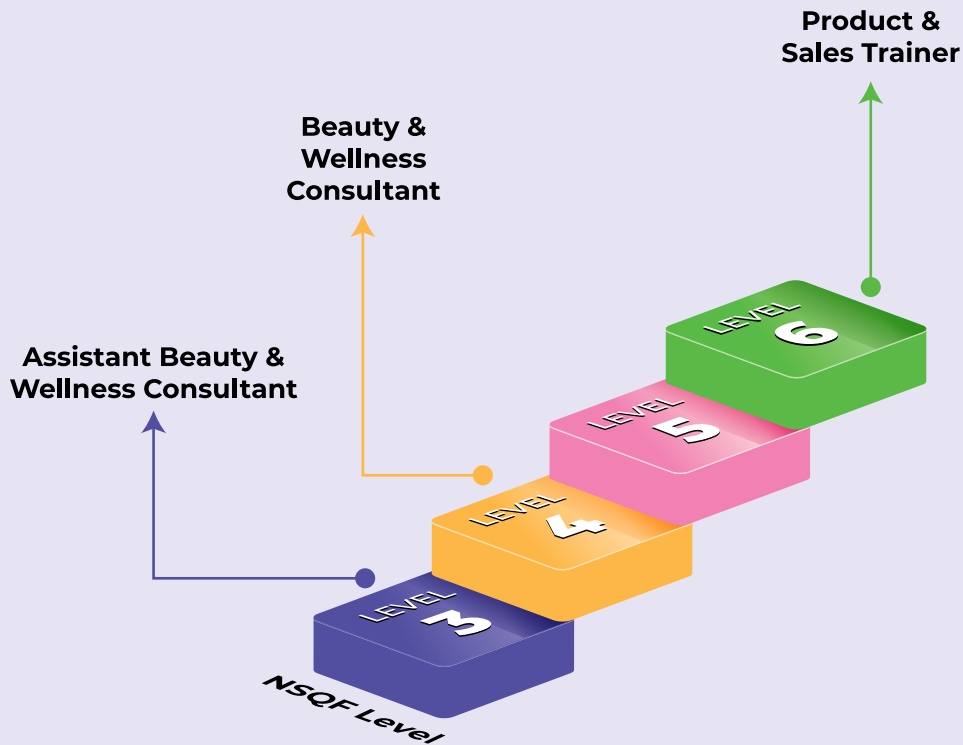 Product &
Sales Trainer
Beauty &
Wellness
Consultant
Assistant Beauty &
Wellness Consultant
LEVEL
6
LEVEL
5
LEVEL
4
LEVEL
3
NSQF Level